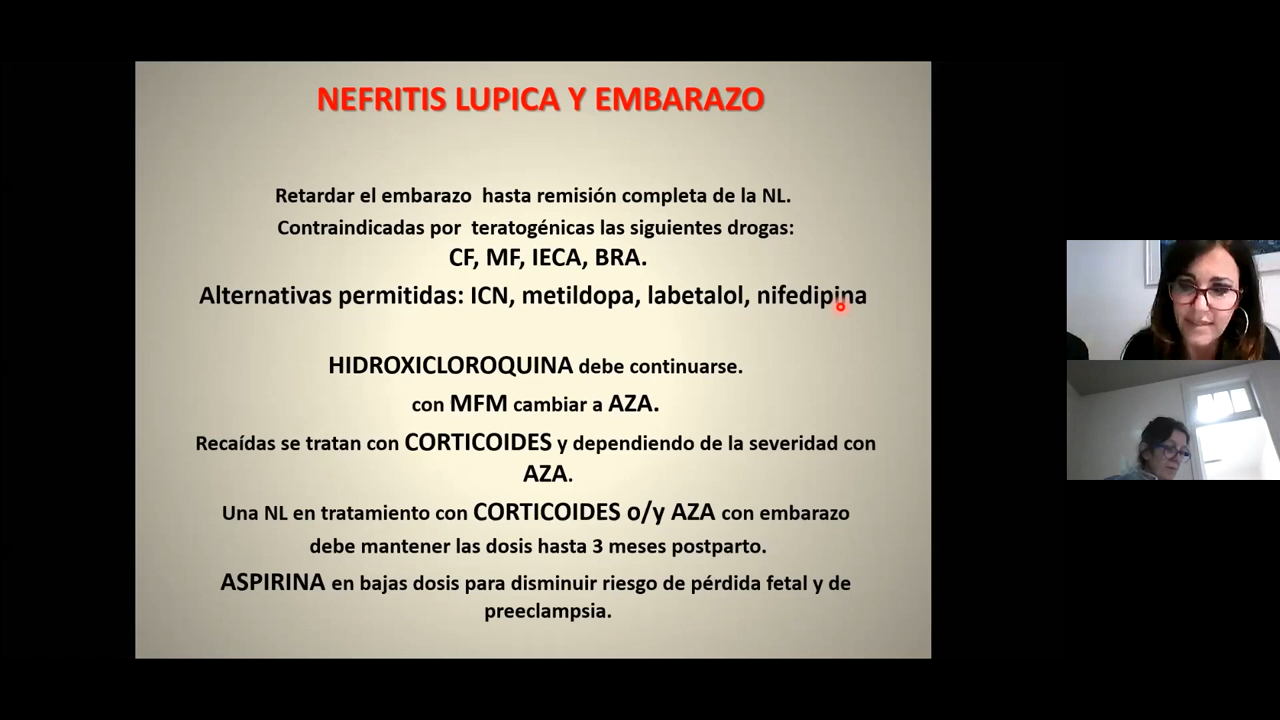 NEFRITIS LUPICA Y EMBARAZO
Retardar el embarazo hasta remisión completa de la NL.
Contraindicadas por teratogénicas las siguientes drogas:
CF, MF, IECA, BRA.
Alternativas permitidas: ICN, metildopa, labetalol, nifedipina
HIDROXICLOROQUINA debe continuarse.
con MFM cambiar a AZA.
Recaídas se tratan con CORTICOIDES y dependiendo de la severidad con
AZA.
Una NL en tratamiento con CORTICOIDES o/y AZA con embarazo
debe mantener las dosis hasta 3 meses postparto.
ASPIRINA en bajas dosis para disminuir riesgo de pérdida fetal y de
preeclampsia.